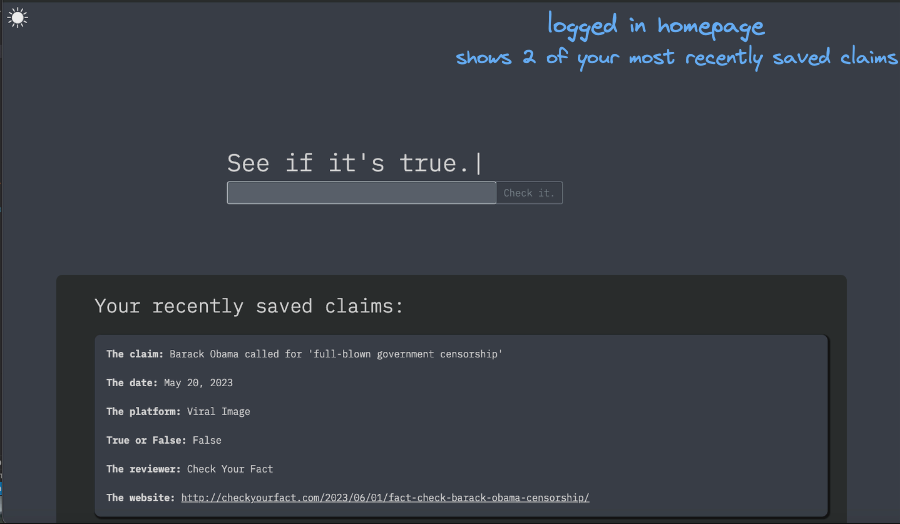 logged in homepage
shows 2 of your most recently saved claims
See if it's true.|
Check it.
Your recently saved claims:
The claim: Barack Obama called for 'full-blown government censorship'
The date: May 20, 2023
The platform: Viral Image
True or False: False
The reviewer: Check Your Fact
The website: http://checkyourfact.com/2023/06/01/fact-check-barack-obama-censorship/